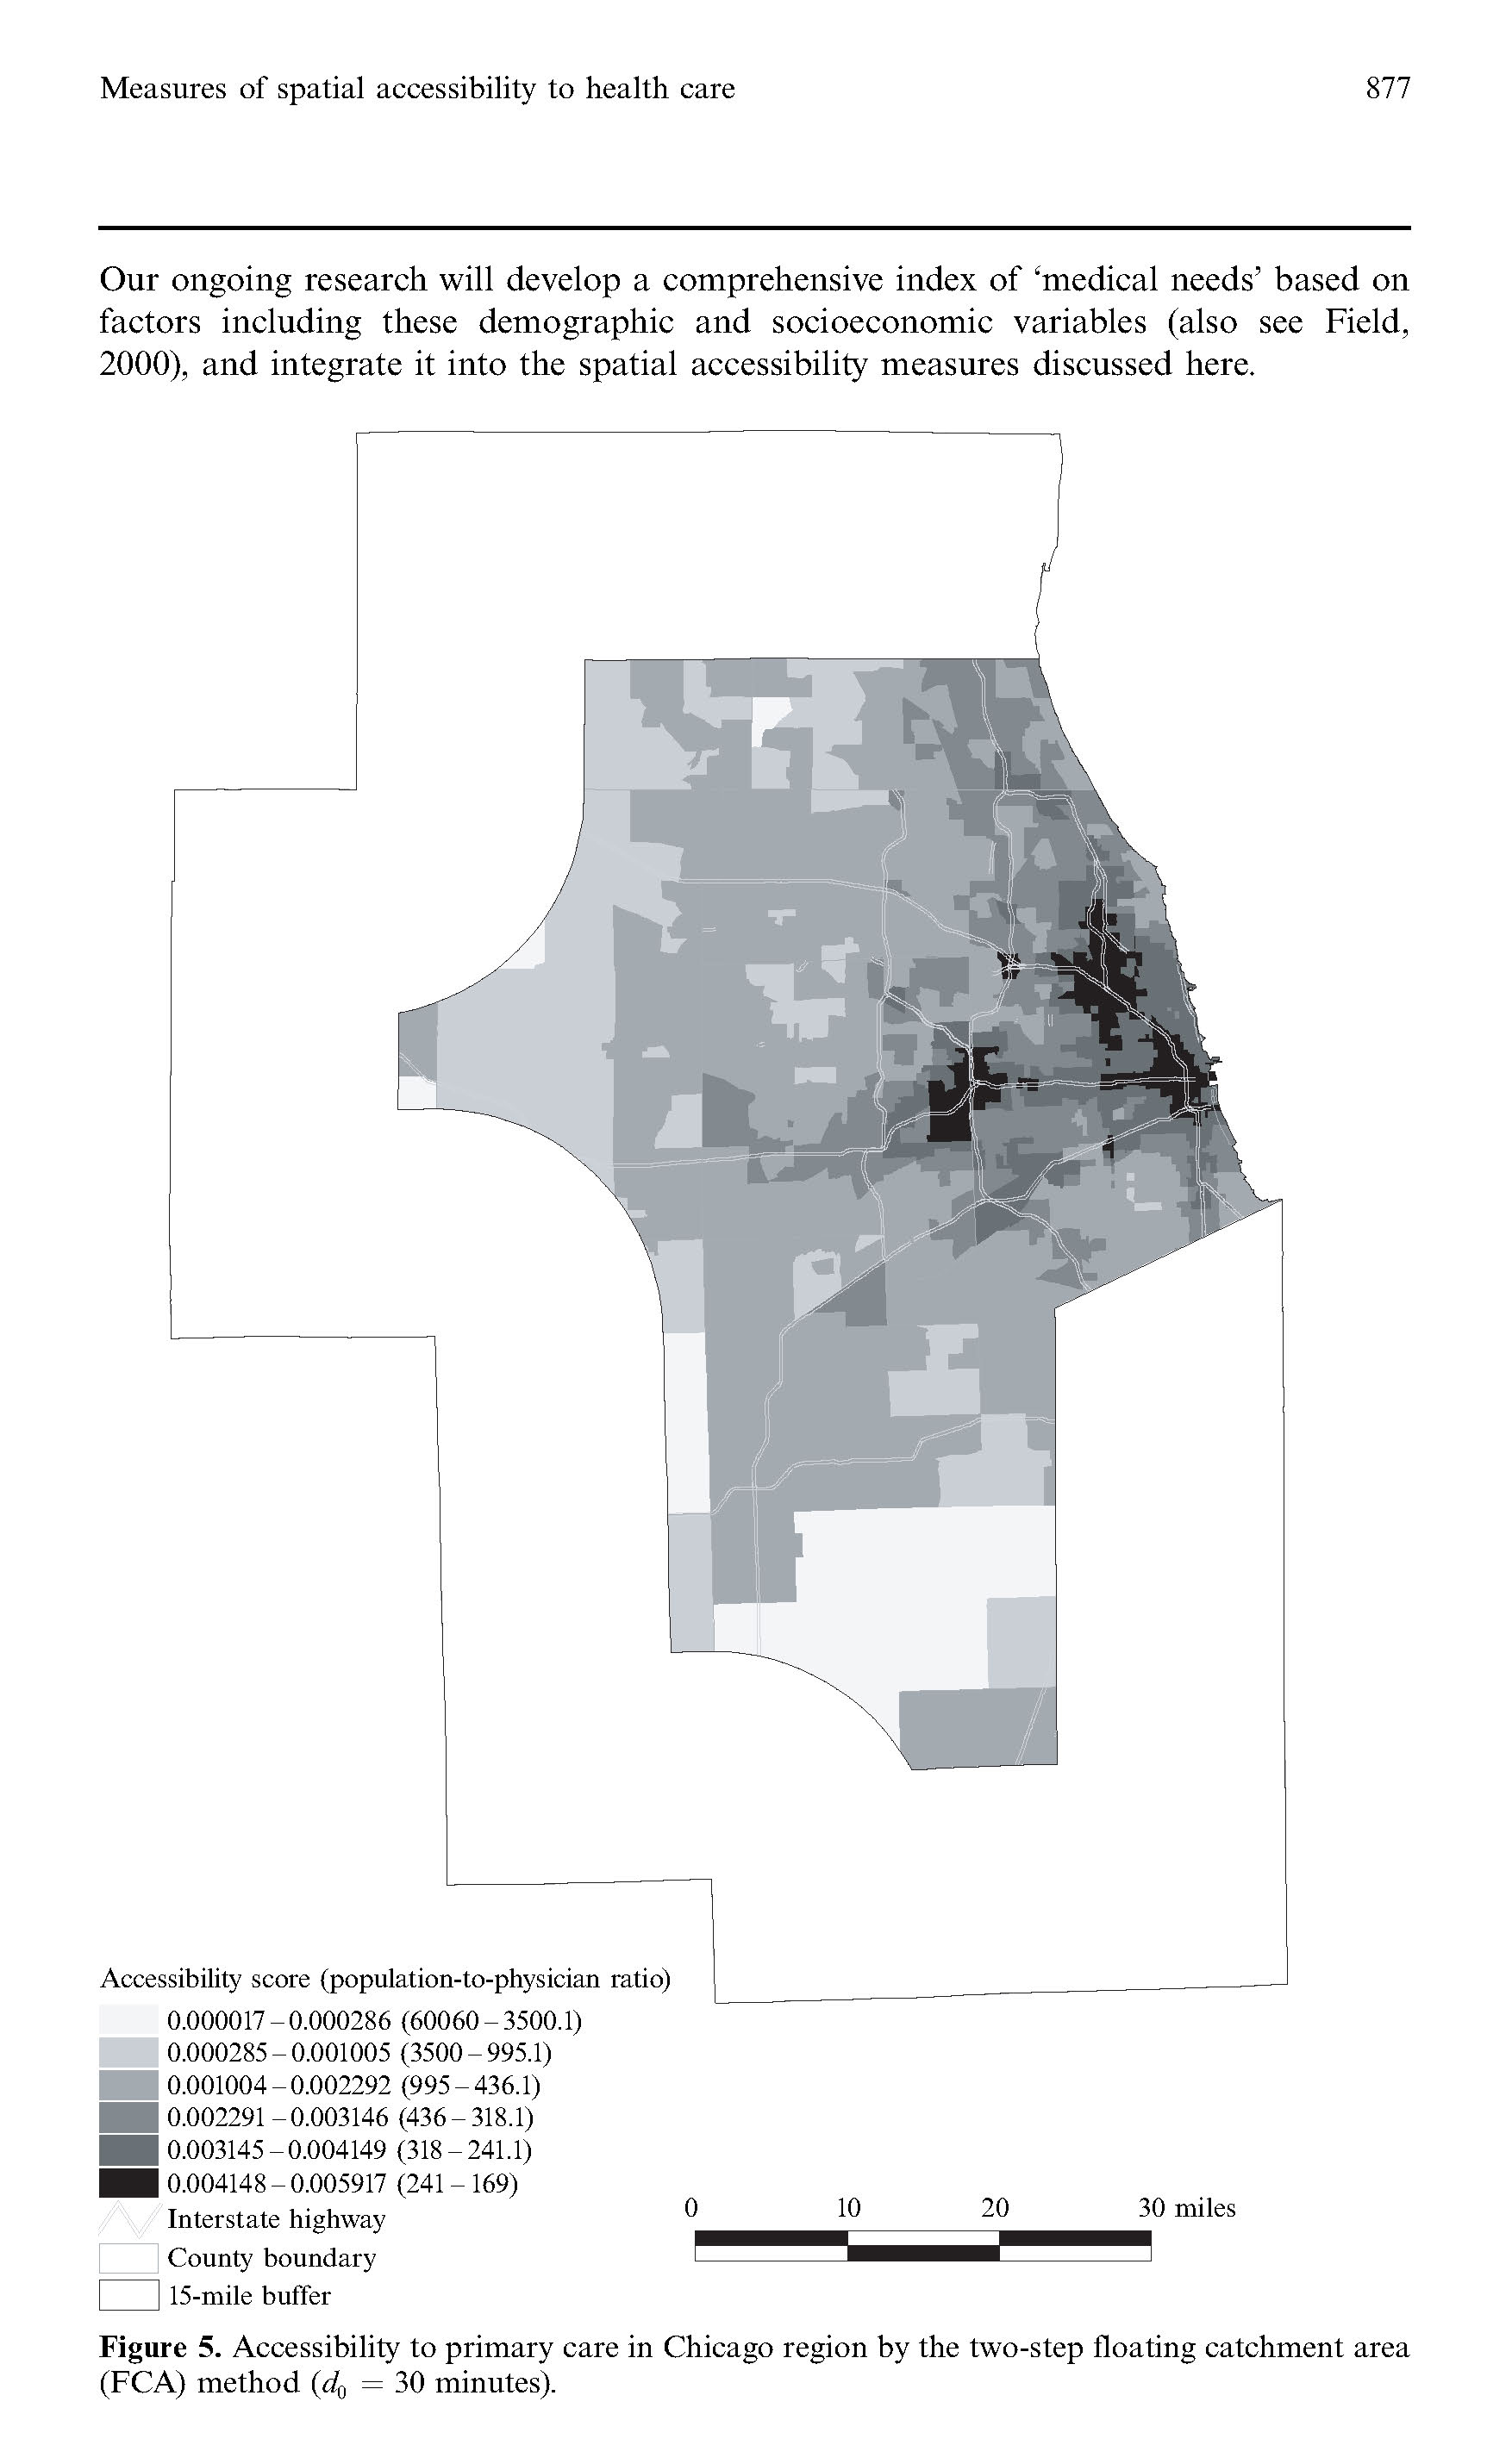 Measures of spatial accessibility to health care 877
Our ongoing research will develop a comprehensive index of ‘medical needs’ based on
factors including these demographic and socioeconomic variables (also see Field,
2000), and integrate it into the spatial accessibility measures discussed here.
Accessibility score (population-to-physician ratio)
0.000017 – 0.000286 (60060 – 3500.1)
0.000285 – 0.001005 (3500 – 995.1)
0.001004 – 0.002292 (995 – 436.1)
0.002291 – 0.003146 (436 – 318.1)
0.003145 – 0.004149 (318 – 241.1)
0.004148 – 0.005917 (241 – 169)
Interstate highway
County boundary
15-mile buffer
0 10 20 30 miles
Figure 5. Accessibility to primary care in Chicago region by the two-step floating catchment area
(FCA) method (d₀ = 30 minutes).